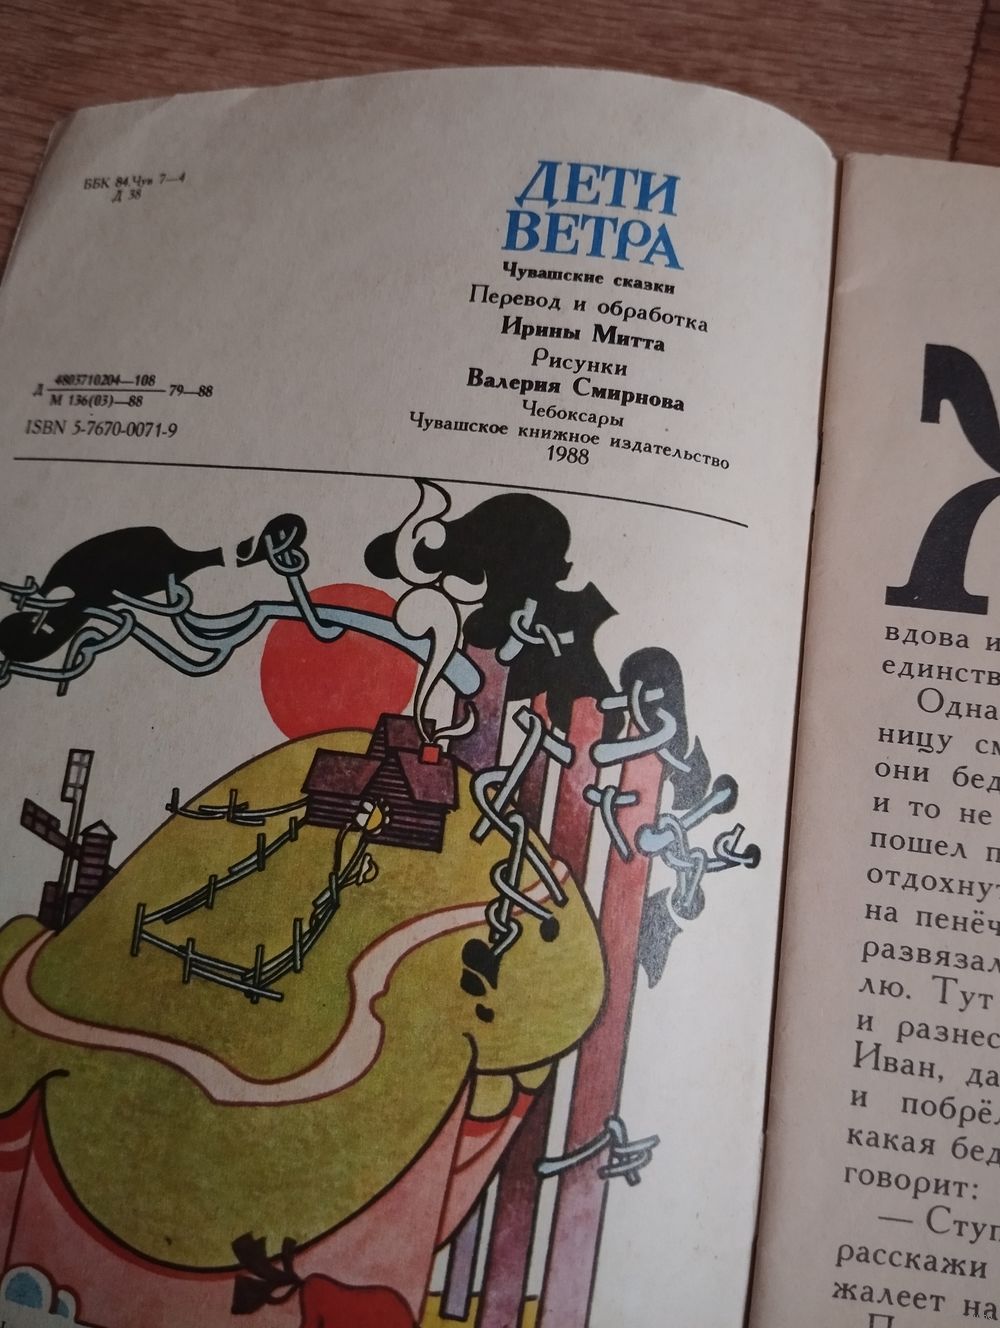 ББК 84.Чув 7—4
Д 38
ДЕТИ
ВЕТРА
Чувашские сказки
Перевод и обработка
Ирины Митта
Рисунки
Валерия Смирнова
Чебоксары
Чувашское книжное издательство
1988
Д 4803710204—108
М 136(03)—88 79—88
ISBN 5-7670-0071-9
вдова и
единств
Одна
ницу см
они бед
и то не
пошел п
отдохнут
на пенёч
развязал
лю. Тут
и разнес
Иван, да
и побрёл
какая бед
говорит:
— Ступ
расскажи
жалеет на